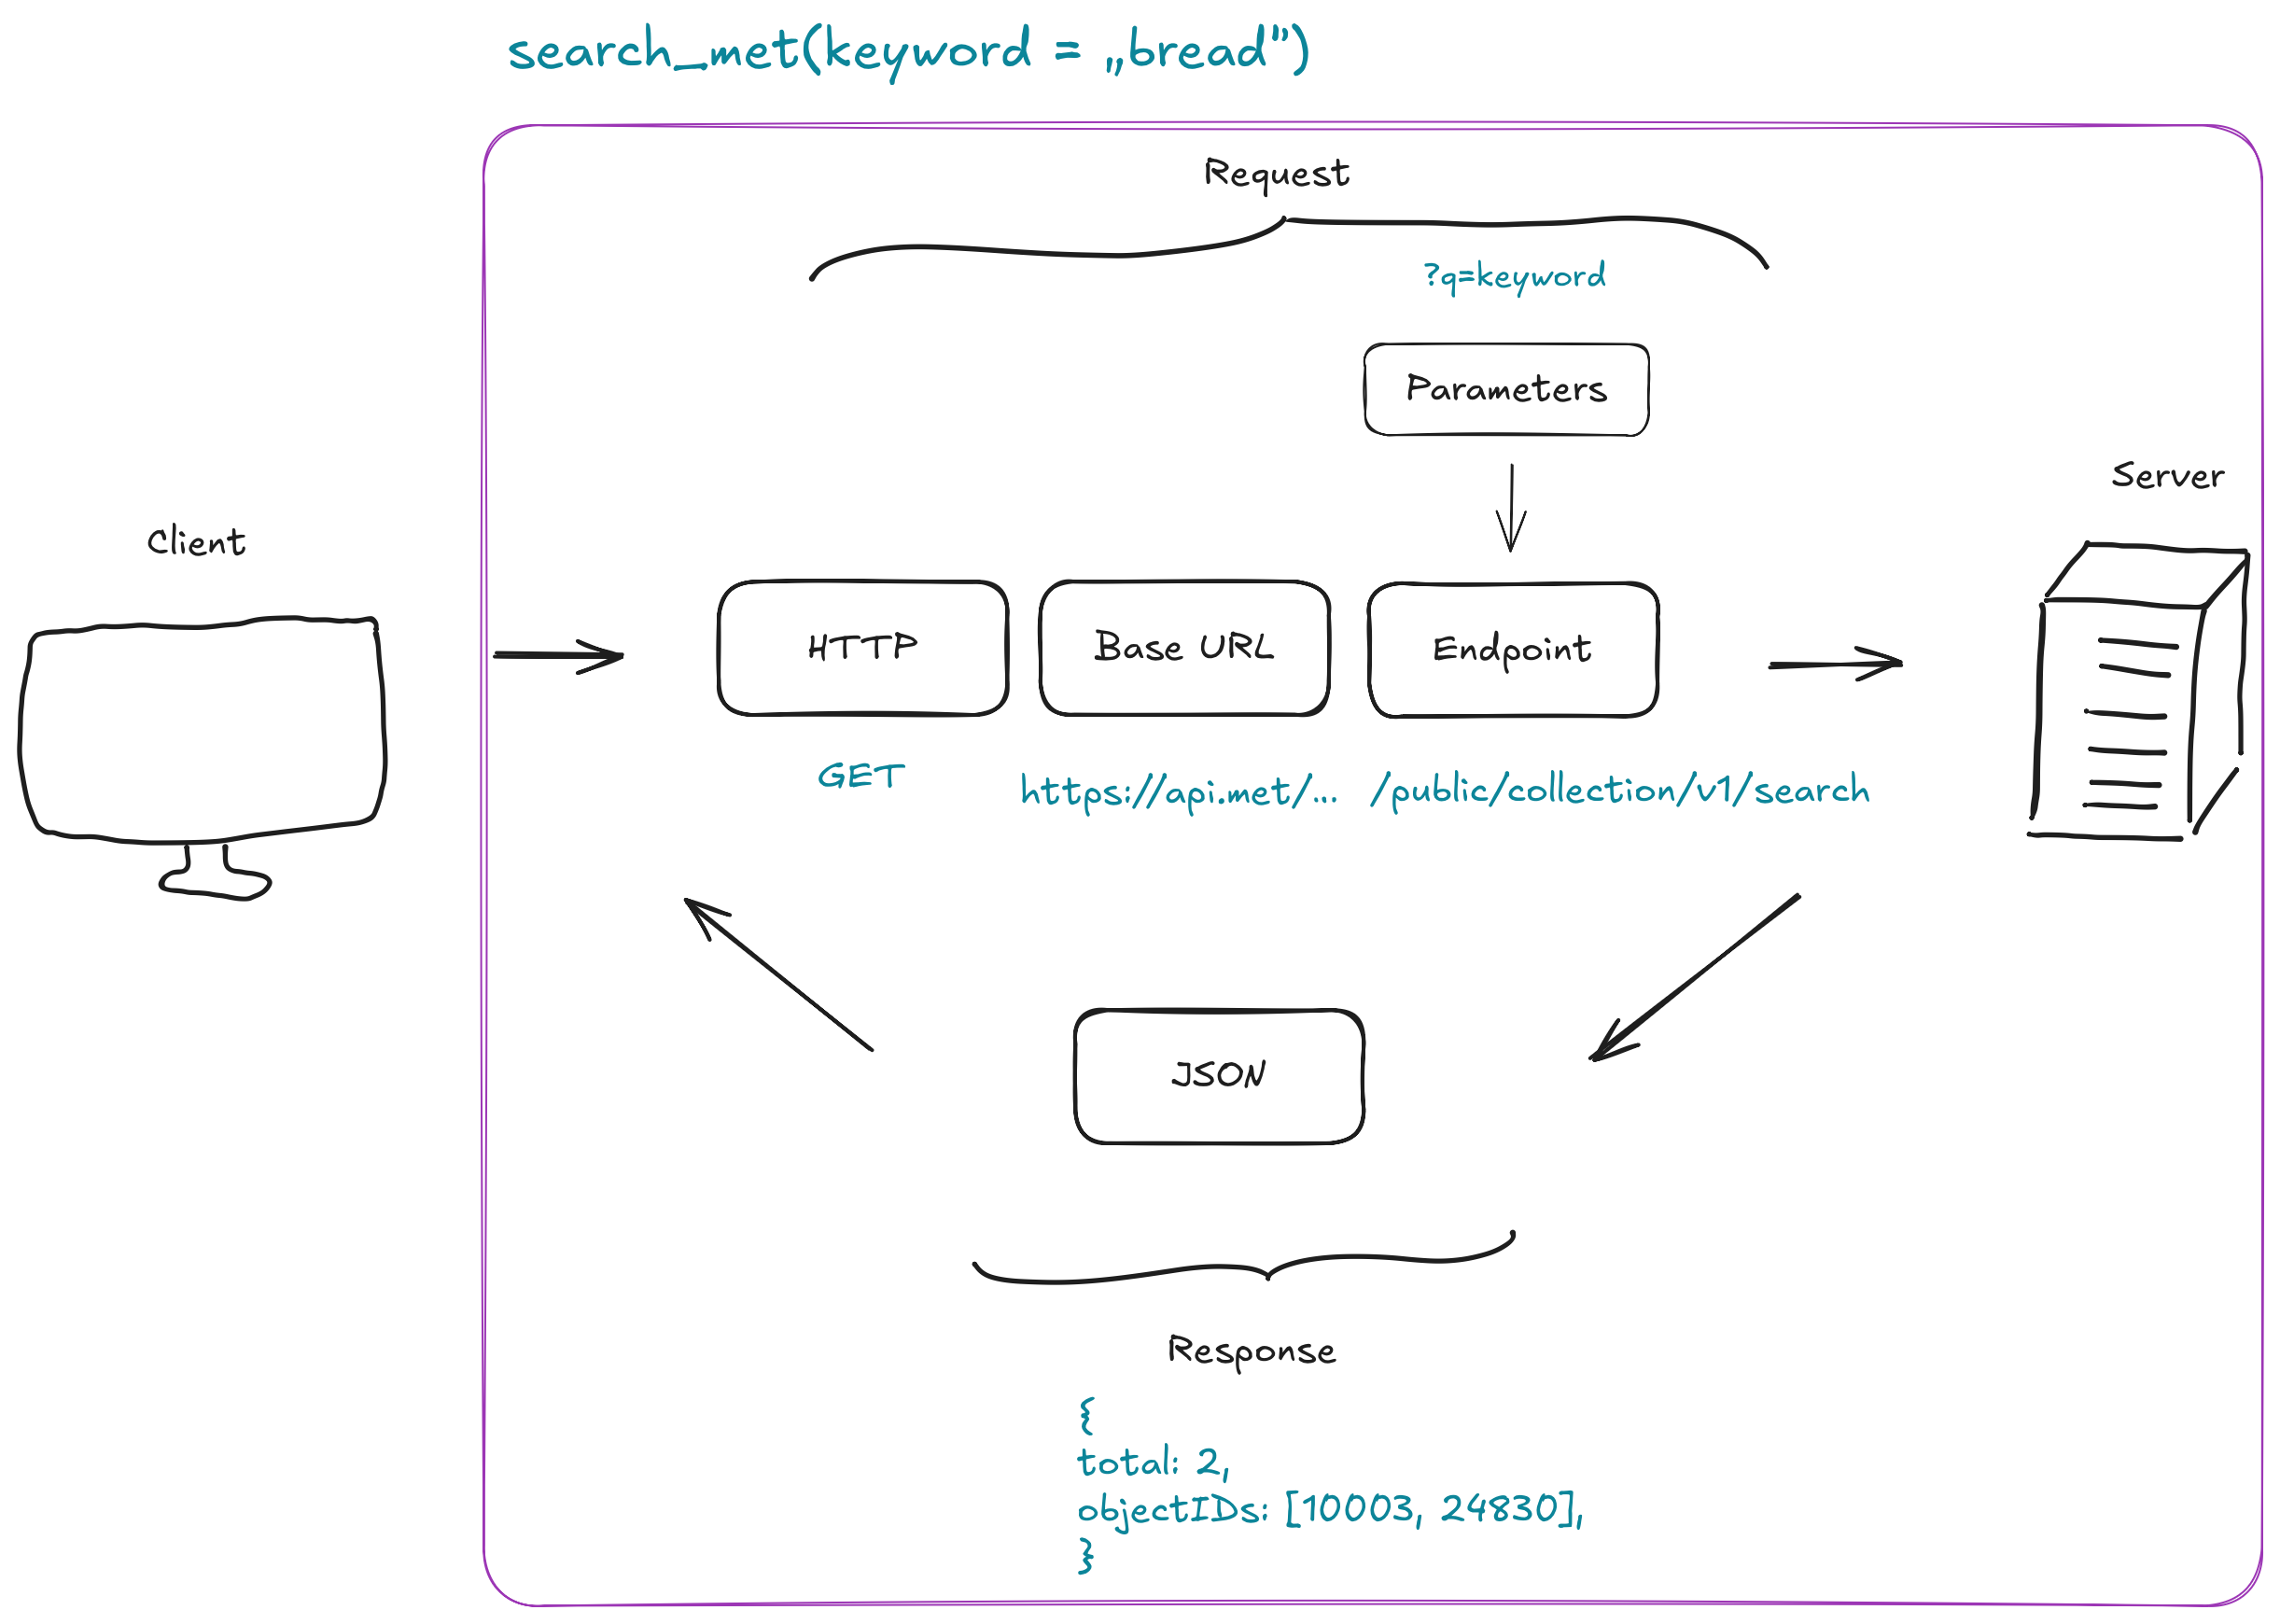 search_met(keyword = „bread")
Request
?q=keyword
Parameters
Server
Client
HTTP
Base URL
Endpoint
GET
https://api.met/...
/public/collection/v1/search
JSON
Response
{
total: 2,
objectIDs: [10003, 24830],
}